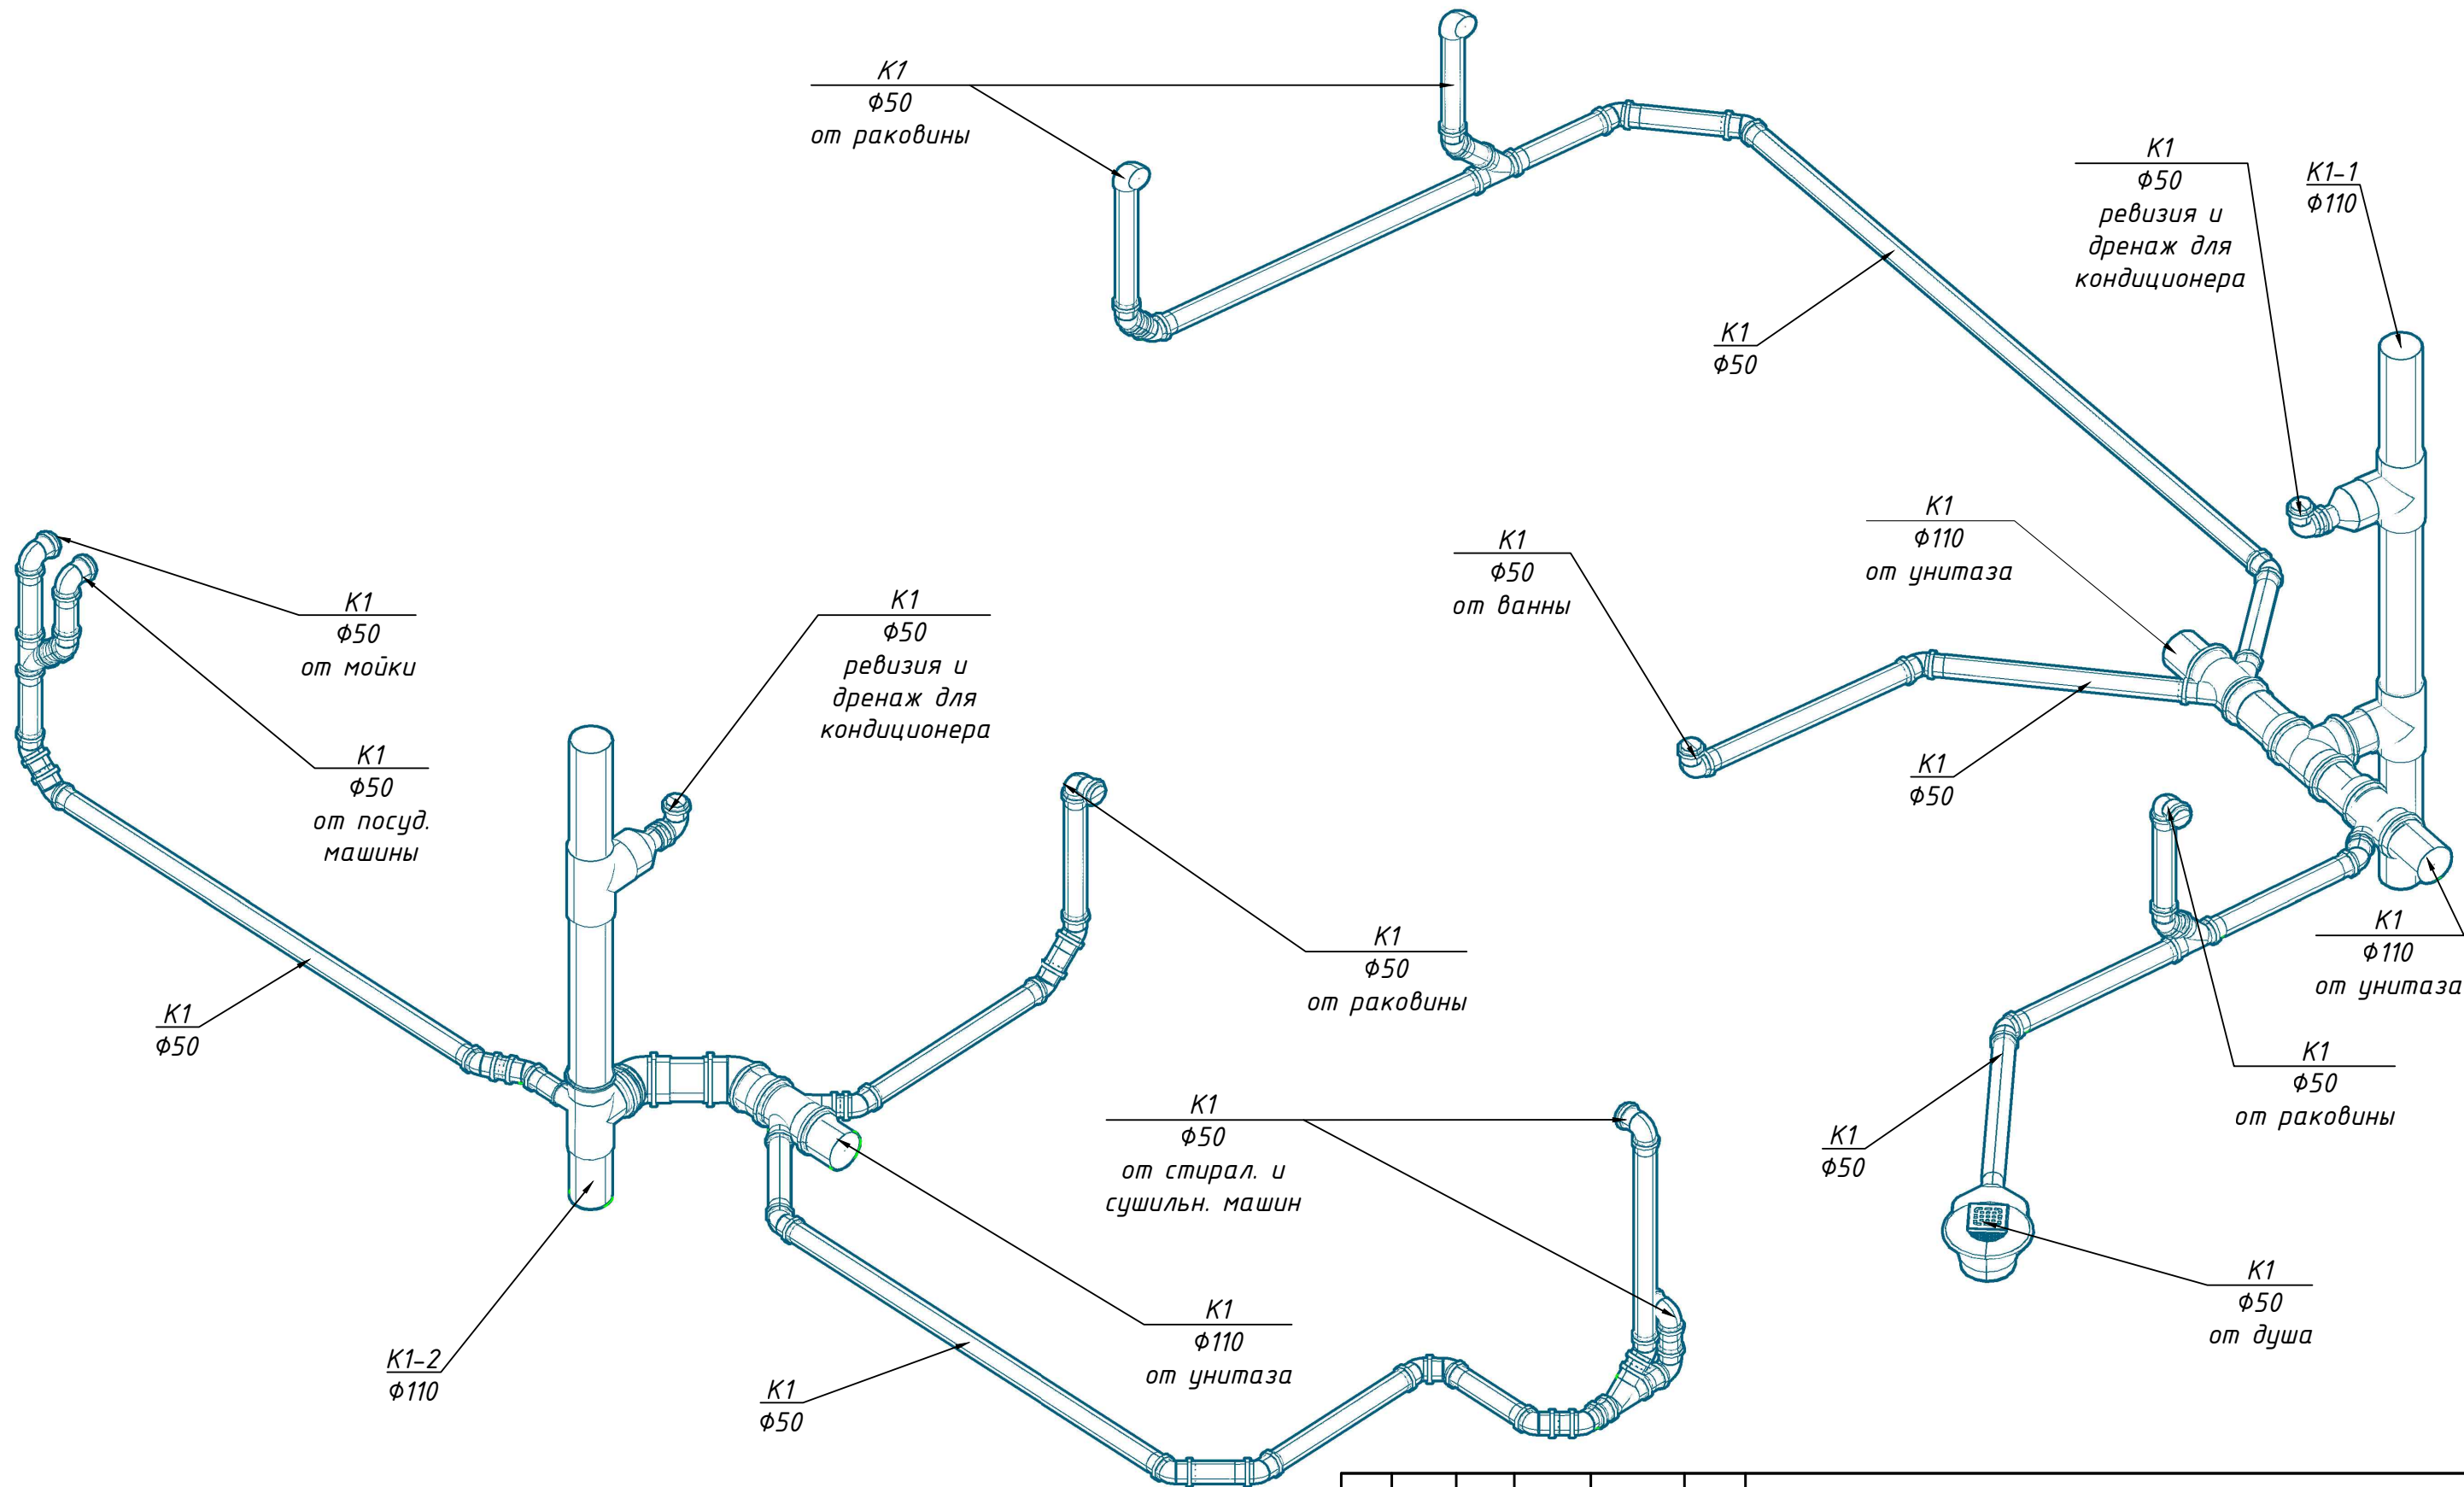 К1
Ф50
от раковины
К1
Ф50
ревизия и
дренаж для
кондиционера
К1-1
Ф110
К1
Ф50
К1
Ф110
от унитаза
К1
Ф50
от ванны
К1
Ф50
от мойки
К1
Ф50
ревизия и
дренаж для
кондиционера
К1
Ф50
от посуд.
машины
К1
Ф50
К1
Ф50
от раковины
К1
Ф110
от унитаза
К1
Ф50
К1
Ф50
от раковины
К1
Ф50
от стирал. и
сушильн. машин
К1
Ф50
К1
Ф50
от душа
К1
Ф110
от унитаза
К1-2
Ф110
К1
Ф50